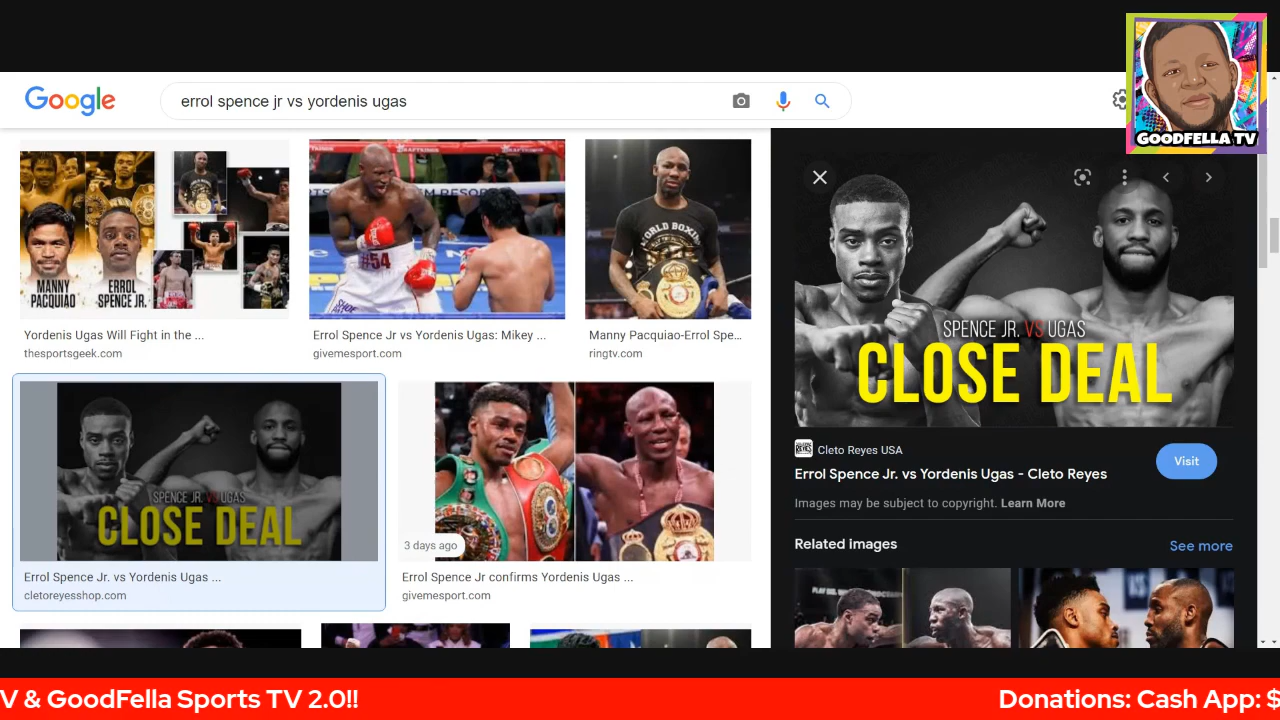 GOODFELLA TV
Google
errol spence jr vs yordenis ugas
MANNY
PACQUIAO
ERROL
SPENCE JR.
Yordenis Ugas Will Fight in the ...
thesportsgeek.com
#54
Errol Spence Jr vs Yordenis Ugas: Mikey ...
givemesport.com
WORLD BOXING
Manny Pacquiao-Errol Spe...
ringtv.com
SPENCE JR. VS UGAS
CLOSE DEAL
Errol Spence Jr. vs Yordenis Ugas ...
cletoreyesshop.com
3 days ago
Errol Spence Jr confirms Yordenis Ugas ...
givemesport.com
SPENCE JR. VS UGAS
CLOSE DEAL
Cleto Reyes USA
Errol Spence Jr. vs Yordenis Ugas - Cleto Reyes
Visit
Images may be subject to copyright. Learn More
Related images
See more
V & GoodFella Sports TV 2.0!!
Donations: Cash App: $